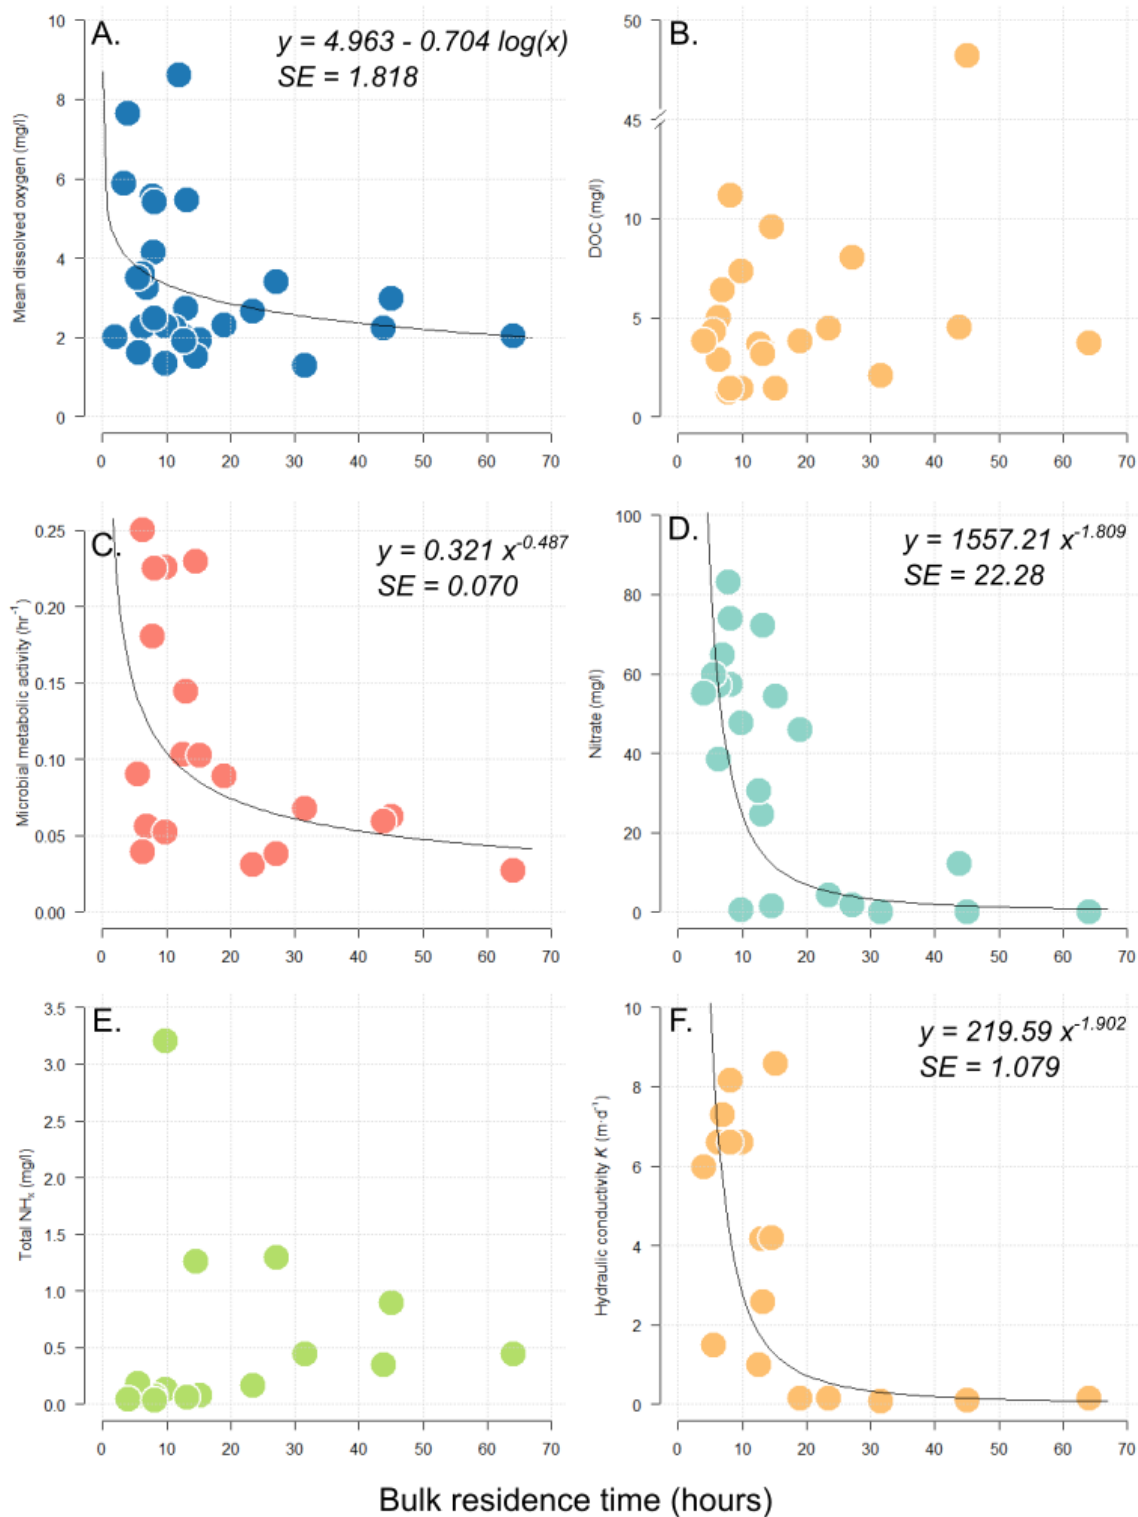 A.
y = 4.963 - 0.704 log(x)
SE = 1.818
Mean dissolved oxygen (mg/l)
10
8
6
4
2
0
0 10 20 30 40 50 60 70
B.
DOC (mg/l)
50
45
10
5
0
0 10 20 30 40 50 60 70
C.
y = 0.321 x^-0.487
SE = 0.070
Microbial metabolic activity (hr^-1)
0.25
0.20
0.15
0.10
0.05
0.00
0 10 20 30 40 50 60 70
D.
y = 1557.21 x^-1.809
SE = 22.28
Nitrate (mg/l)
100
80
60
40
20
0
0 10 20 30 40 50 60 70
E.
Total NHₓ (mg/l)
3.5
3.0
2.5
2.0
1.5
1.0
0.5
0.0
0 10 20 30 40 50 60 70
F.
y = 219.59 x^-1.902
SE = 1.079
Hydraulic conductivity K (m·d^-1)
10
8
6
4
2
0
0 10 20 30 40 50 60 70
Bulk residence time (hours)